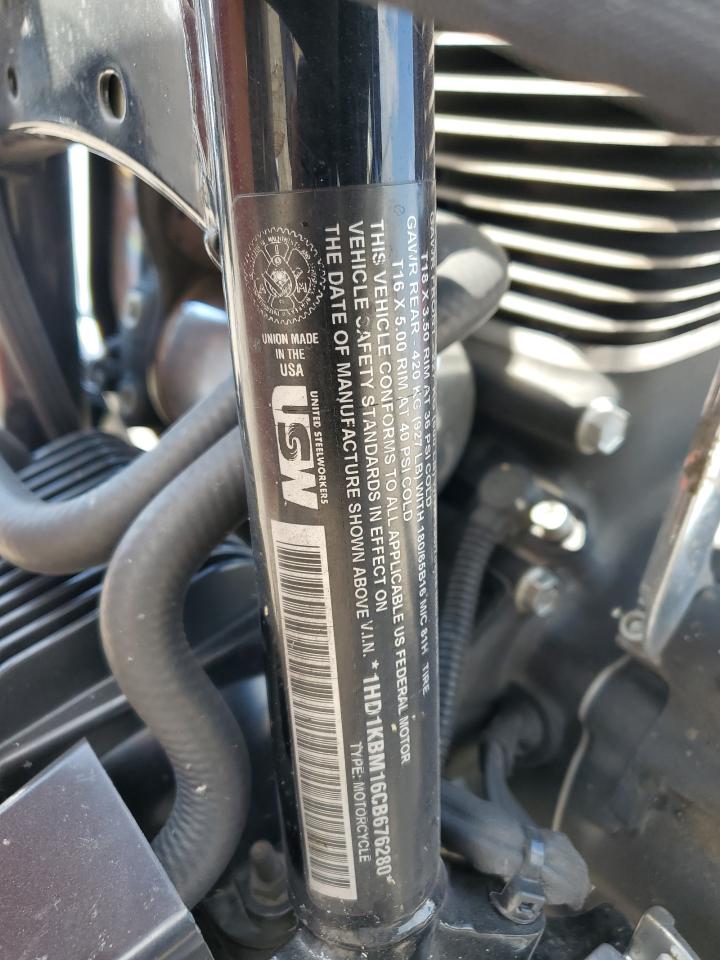 T18 X 3.50 RIM AT 36 PSI COLD
GAWR REAR - 420 KG (927 LB) WITH 180/65B16 M/C 81H TIRE
T16 X 5.00 RIM AT 40 PSI COLD
THIS VEHICLE CONFORMS TO ALL APPLICABLE US FEDERAL MOTOR
VEHICLE SAFETY STANDARDS IN EFFECT ON
THE DATE OF MANUFACTURE SHOWN ABOVE V.I.N. *1HD1KBM16CB676280*
TYPE: MOTORCYCLE
UNION MADE
IN THE
USA
UNITED STEELWORKERS
USW